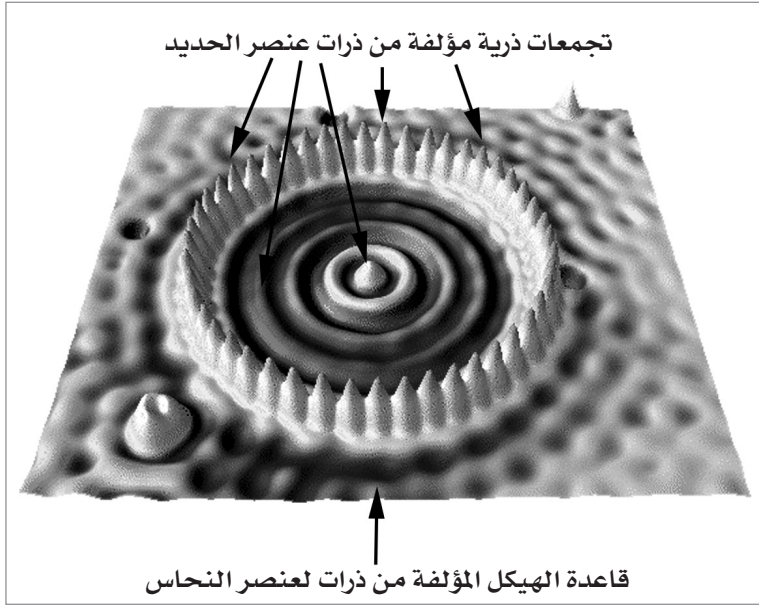 تجمعات ذرية مؤلفة من ذرات عنصر الحديد
قاعدة الهيكل المؤلفة من ذرات لعنصر النحاس